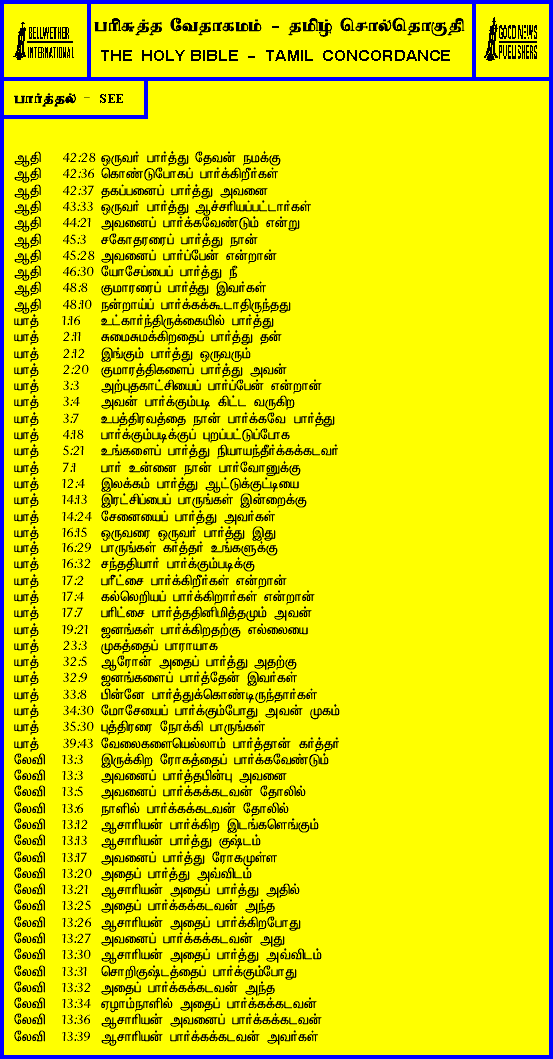 BELLWETHER
INTERNATIONAL
பரிசுத்த வேதாகமம் - தமிழ் சொல்தொகுதி
THE HOLY BIBLE - TAMIL CONCORDANCE
GOOD NEWS
PUBLISHERS
பார்த்தல் - SEE
ஆதி 42:28 ஒருவர் பார்த்து தேவன் நமக்கு
ஆதி 42:36 கொண்டுபோகப் பார்க்கிறீர்கள்
ஆதி 42:37 தகப்பனைப் பார்த்து அவனை
ஆதி 43:33 ஒருவர் பார்த்து ஆச்சரியப்பட்டார்கள்
ஆதி 44:21 அவனைப் பார்க்கவேண்டும் என்று
ஆதி 45:3 சகோதரரைப் பார்த்து நான்
ஆதி 45:28 அவனைப் பார்ப்பேன் என்றான்
ஆதி 46:30 யோசேப்பைப் பார்த்து நீ
ஆதி 48:8 குமாரரைப் பார்த்து இவர்கள்
ஆதி 48:10 நன்றாய்ப் பார்க்கக்கூடாதிருந்தது
யாத் 1:16 உட்கார்ந்திருக்கையில் பார்த்து
யாத் 2:11 சுமைசுமக்கிறதைப் பார்த்து தன்
யாத் 2:12 இங்கும் பார்த்து ஒருவரும்
யாத் 2:20 குமாரத்திகளைப் பார்த்து அவன்
யாத் 3:3 அற்புதகாட்சியைப் பார்ப்பேன் என்றான்
யாத் 3:4 அவன் பார்க்கும்படி கிட்ட வருகிற
யாத் 3:7 உபத்திரவத்தை நான் பார்க்கவே பார்த்து
யாத் 4:18 பார்க்கும்படிக்குப் புறப்பட்டுப்போக
யாத் 5:21 உங்களைப் பார்த்து நியாயந்தீர்க்கக்கடவர்
யாத் 7:1 பார் உன்னை நான் பார்வோனுக்கு
யாத் 12:4 இலக்கம் பார்த்து ஆட்டுக்குட்டியை
யாத் 14:13 இரட்சிப்பைப் பாருங்கள் இன்றைக்கு
யாத் 14:24 சேனையைப் பார்த்து அவர்கள்
யாத் 16:15 ஒருவரை ஒருவர் பார்த்து இது
யாத் 16:29 பாருங்கள் கர்த்தர் உங்களுக்கு
யாத் 16:32 சந்ததியார் பார்க்கும்படிக்கு
யாத் 17:2 பரீட்சை பார்க்கிறீர்கள் என்றான்
யாத் 17:4 கல்லெறியப் பார்க்கிறார்கள் என்றான்
யாத் 17:7 பரிட்சை பார்த்ததினிமித்தமும் அவன்
யாத் 19:21 ஜனங்கள் பார்க்கிறதற்கு எல்லையை
யாத் 23:3 முகத்தைப் பாராயாக
யாத் 32:5 ஆரோன் அதைப் பார்த்து அதற்கு
யாத் 32:9 ஜனங்களைப் பார்த்தேன் இவர்கள்
யாத் 33:8 பின்னே பார்த்துக்கொண்டிருந்தார்கள்
யாத் 34:30 மோசேயைப் பார்க்கும்போது அவன் முகம்
யாத் 35:30 புத்திரரை நோக்கி பாருங்கள்
யாத் 39:43 வேலைகளையெல்லாம் பார்த்தான் கர்த்தர்
லேவி 13:3 இருக்கிற ரோகத்தைப் பார்க்கவேண்டும்
லேவி 13:3 அவனைப் பார்த்தபின்பு அவனை
லேவி 13:5 அவனைப் பார்க்கக்கடவன் தோலில்
லேவி 13:6 நாளில் பார்க்கக்கடவன் தோலில்
லேவி 13:12 ஆசாரியன் பார்க்கிற இடங்களெங்கும்
லேவி 13:13 ஆசாரியன் பார்த்து குஷ்டம்
லேவி 13:17 அவனைப் பார்த்து ரோகமுள்ள
லேவி 13:20 அதைப் பார்த்து அவ்விடம்
லேவி 13:21 ஆசாரியன் அதைப் பார்த்து அதில்
லேவி 13:25 அதைப் பார்க்கக்கடவன் அந்த
லேவி 13:26 ஆசாரியன் அதைப் பார்க்கிறபோது
லேவி 13:27 அவனைப் பார்க்கக்கடவன் அது
லேவி 13:30 ஆசாரியன் அதைப் பார்த்து அவ்விடம்
லேவி 13:31 சொறிகுஷ்டத்தைப் பார்க்கும்போது
லேவி 13:32 அதைப் பார்க்கக்கடவன் அந்த
லேவி 13:34 ஏழாம்நாளில் அதைப் பார்க்கக்கடவன்
லேவி 13:36 ஆசாரியன் அவனைப் பார்க்கக்கடவன்
லேவி 13:39 ஆசாரியன் பார்க்கக்கடவன் அவர்கள்